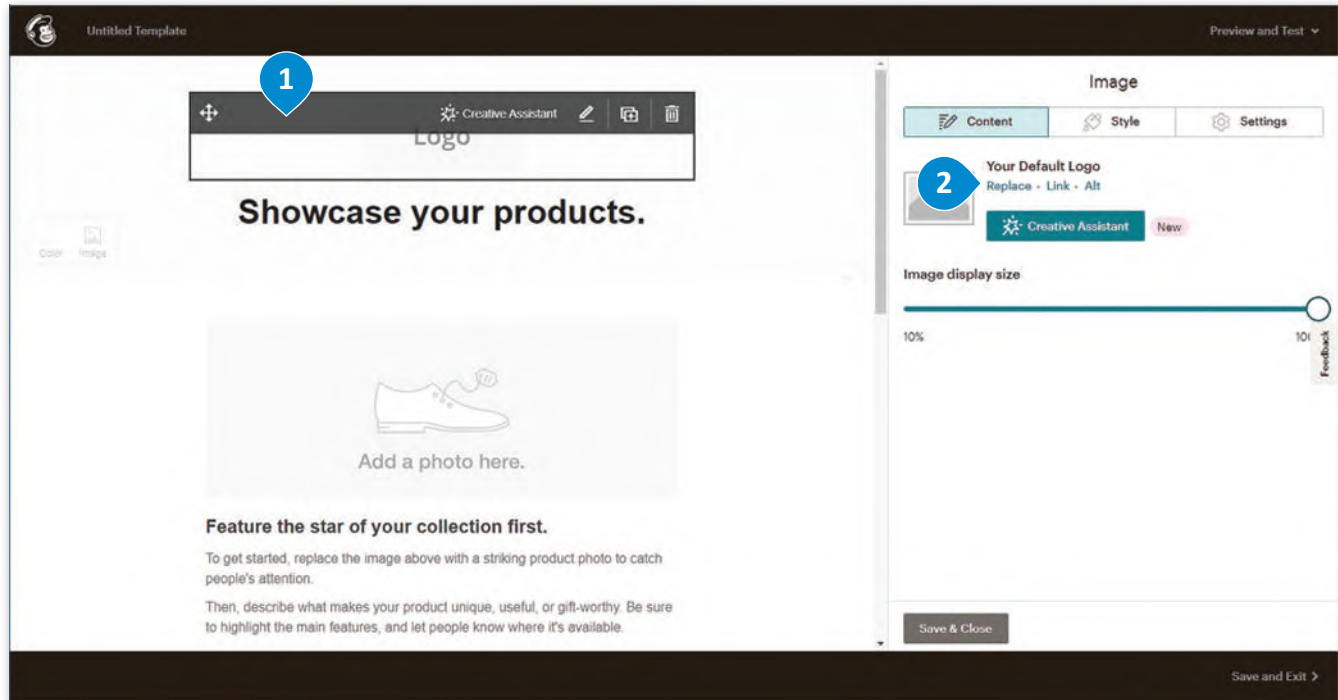 Untitled Template
Preview and Test
1
Creative Assistant
Logo
Showcase your products.
Color Image
Add a photo here.
Feature the star of your collection first.
To get started, replace the image above with a striking product photo to catch
people's attention.
Then, describe what makes your product unique, useful, or gift-worthy. Be sure
to highlight the main features, and let people know where it's available.
Image
Content Style Settings
Your Default Logo
2
Replace - Link - Alt
Creative Assistant New
Image display size
10%
Feedback
Save & Close
Save and Exit